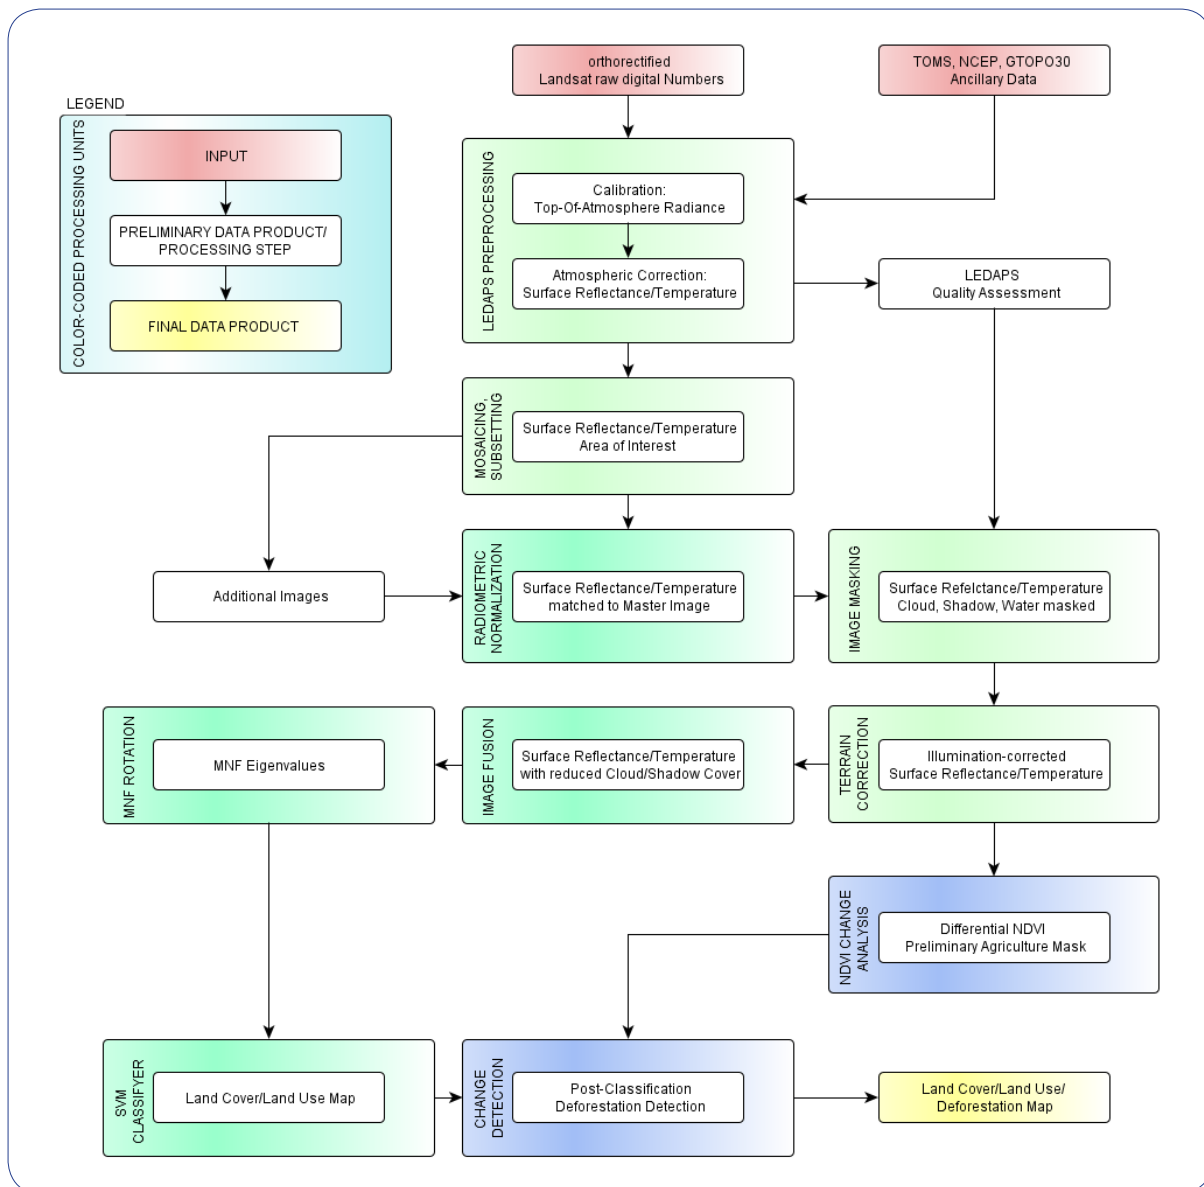 orthorectified
Landsat raw digital Numbers
TOMS, NCEP, GTOPO30
Ancillary Data
LEGEND
COLOR-CODED PROCESSING UNITS
INPUT
PRELIMINARY DATA PRODUCT/
PROCESSING STEP
FINAL DATA PRODUCT
LEDAPS PREPROCESSING
Calibration:
Top-Of-Atmosphere Radiance
Atmospheric Correction:
Surface Reflectance/Temperature
LEDAPS
Quality Assessment
MOSAICING,
SUBSETTING
Surface Reflectance/Temperature
Area of Interest
Additional Images
RADIOMETRIC
NORMALIZATION
Surface Reflectance/Temperature
matched to Master Image
IMAGE MASKING
Surface Refelctance/Temperature
Cloud, Shadow, Water masked
MNF ROTATION
MNF Eigenvalues
IMAGE FUSION
Surface Reflectance/Temperature
with reduced Cloud/Shadow Cover
TERRAIN
CORRECTION
Illumination-corrected
Surface Reflectance/Temperature
NDVI CHANGE
ANALYSIS
Differential NDVI
Preliminary Agriculture Mask
SVM
CLASSIFYER
Land Cover/Land Use Map
CHANGE
DETECTION
Post-Classification
Deforestation Detection
Land Cover/Land Use/
Deforestation Map